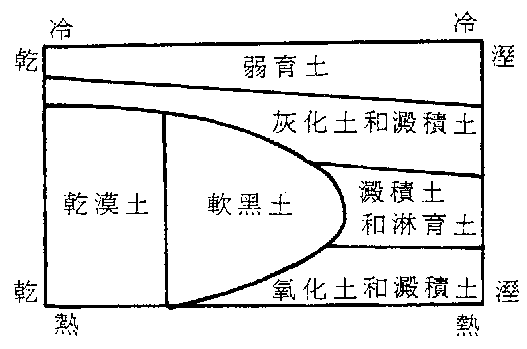 冷 冷
乾 溼
弱育土
灰化土和澱積土
乾漠土 軟黑土 澱積土
和淋育土
氧化土和澱積土
乾 溼
熱 熱